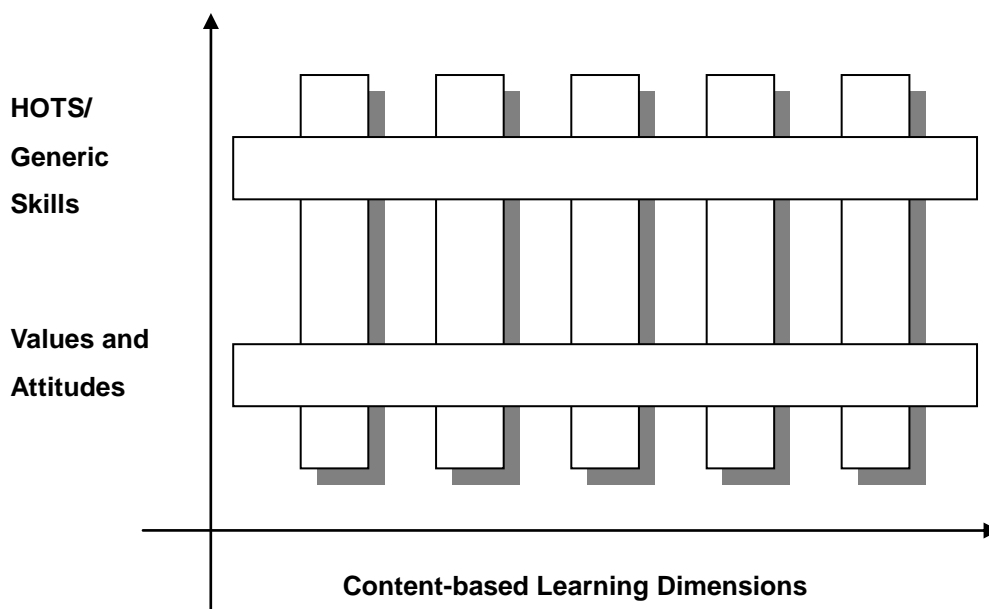 HOTS/
Generic
Skills
Values and
Attitudes
Content-based Learning Dimensions